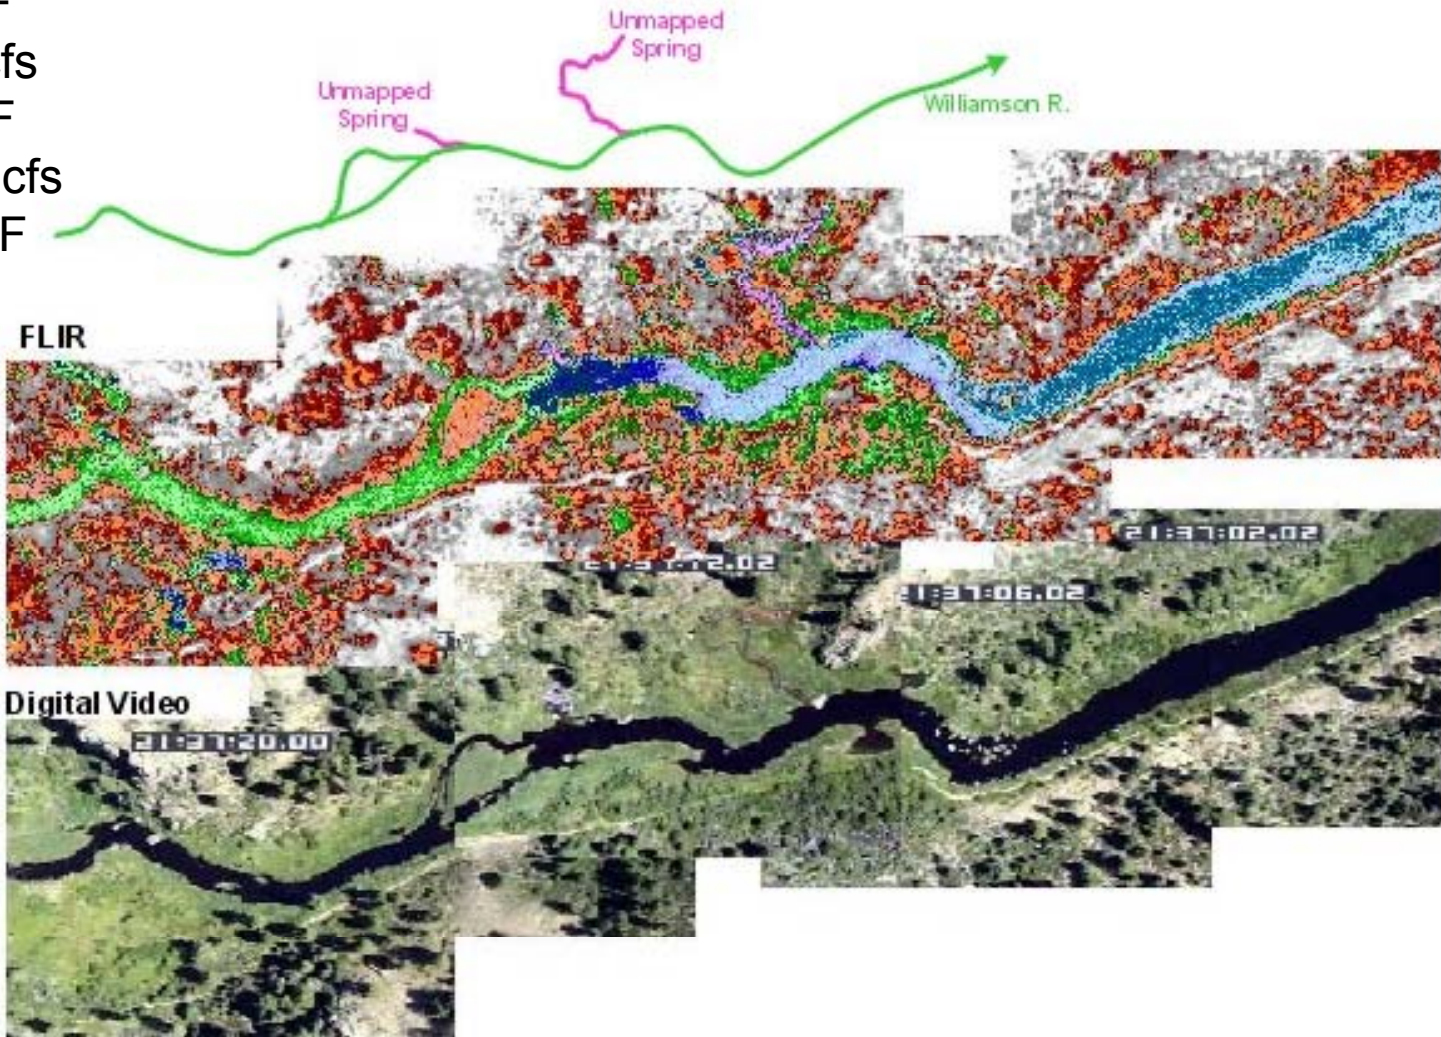 cfs
F
cfs
F
Unmapped
Spring
Unmapped
Spring
Williamson R.
FLIR
21:37:02.02
21:37:06.02
Digital Video
21:37:20.00